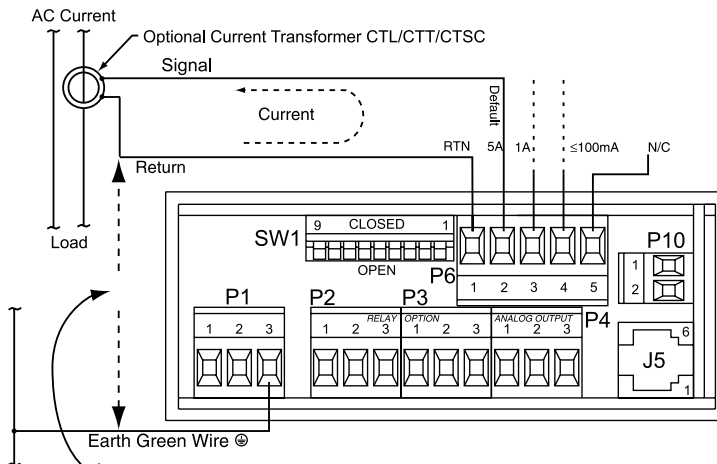 AC Current
Optional Current Transformer CTL/CTT/CTSC
Signal
Current
Default
RTN 5A 1A ≤100mA N/C
Return
Load
SW1
9 CLOSED 1
OPEN
P6
1 2 3 4 5
P10
1
2
P1
1 2 3
P2
RELAY
1 2 3
P3
OPTION
1 2 3
ANALOG OUTPUT
1 2 3
P4
J5
6
1
Earth Green Wire